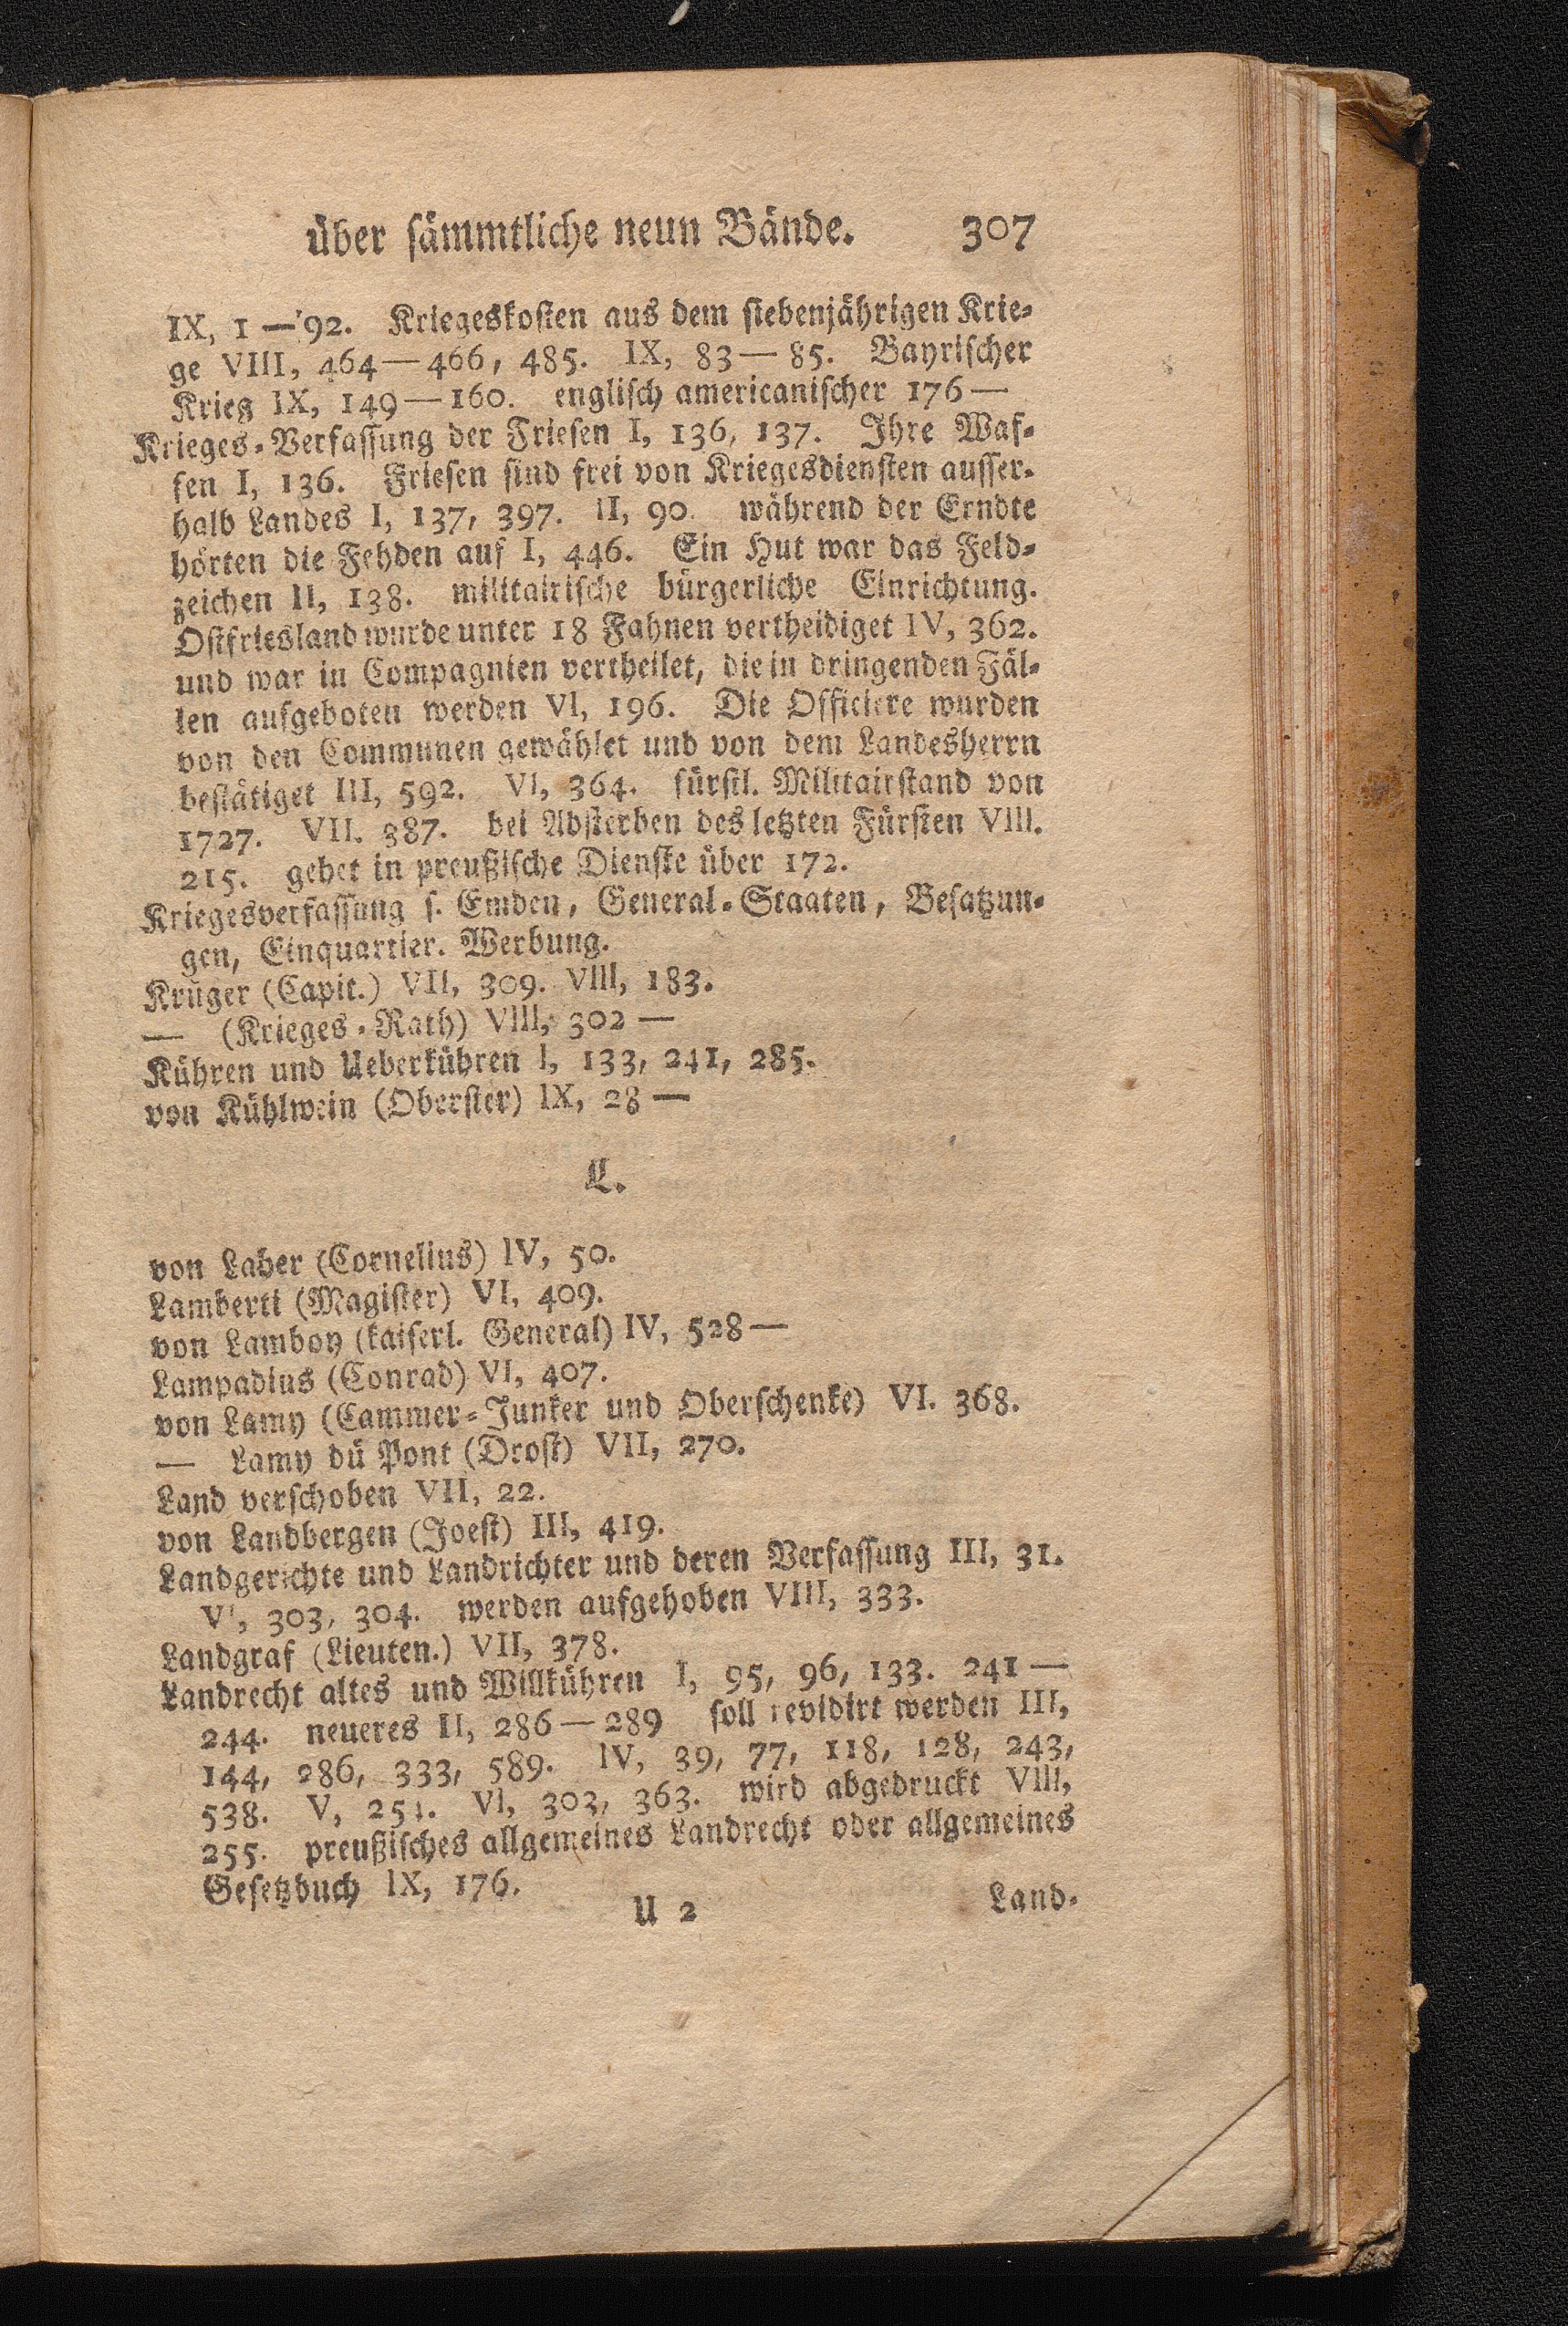 über ſämmtliche neun Bände. 307
IX, 1 — 92. Kriegeskoſten aus dem ſiebenjährigen Krie-
ge VIII, 464 — 466, 485. IX, 83 — 85. Bayriſcher
Krieg IX, 149 — 160. engliſch americaniſcher 176 —
Krieges-Verfaſſung der Frieſen I, 136, 137. Ihre Waf-
fen I, 136. Frieſen ſind frei von Kriegesdienſten auſſer-
halb Landes I, 137, 397. II, 90. während der Erndte
hörten die Fehden auf I, 446. Ein Hut war das Feld-
zeichen II, 138. militairiſche bürgerliche Einrichtung.
Oſtfriesland wurde unter 18 Fahnen vertheidiget IV, 362.
und war in Compagnien vertheilet, die in dringenden Fäl-
len aufgeboten werden VI, 196. Die Officiere wurden
von den Communen gewählet und von dem Landesherrn
beſtätiget III, 592. VI, 364. fürſtl. Militairſtand von
1727. VII. 387. bei Abſterben des letzten Fürſten VIII.
215. gehet in preußiſche Dienſte über 172.
Kriegesverfaſſung ſ. Emden, General-Staaten, Beſatzun-
gen, Einquartier. Werbung.
Krüger (Capit.) VII, 309. VIII, 183.
— (Krieges-Rath) VIII, 302 —
Kühren und Ueberkühren I, 133, 241, 285.
von Kühlwein (Oberſter) IX, 28 —
L.
von Laher (Cornelius) IV, 50.
Lamberti (Magiſter) VI, 409.
von Lamboy (kaiſerl. General) IV, 528 —
Lampadius (Conrad) VI, 407.
von Lamy (Cammer-Junker und Oberſchenke) VI. 368.
— Lamy dü Pont (Droſt) VII, 270.
Land verſchoben VII, 22.
von Landbergen (Joeſt) III, 419.
Landgerichte und Landrichter und deren Verfaſſung III, 31.
VI, 303, 304. werden aufgehoben VIII, 333.
Landgraf (Lieuten.) VII, 378.
Landrecht altes und Willkühren I, 95, 96, 133. 241 —
244. neueres II, 286 — 289 ſoll revidirt werden III,
144, 286, 333, 589. IV, 39, 77, 118, 128, 243,
538. V, 251. VI, 303, 363. wird abgedruckt VIII,
255. preußiſches allgemeines Landrecht oder allgemeines
Geſetzbuch IX, 176.
U 2 Land-